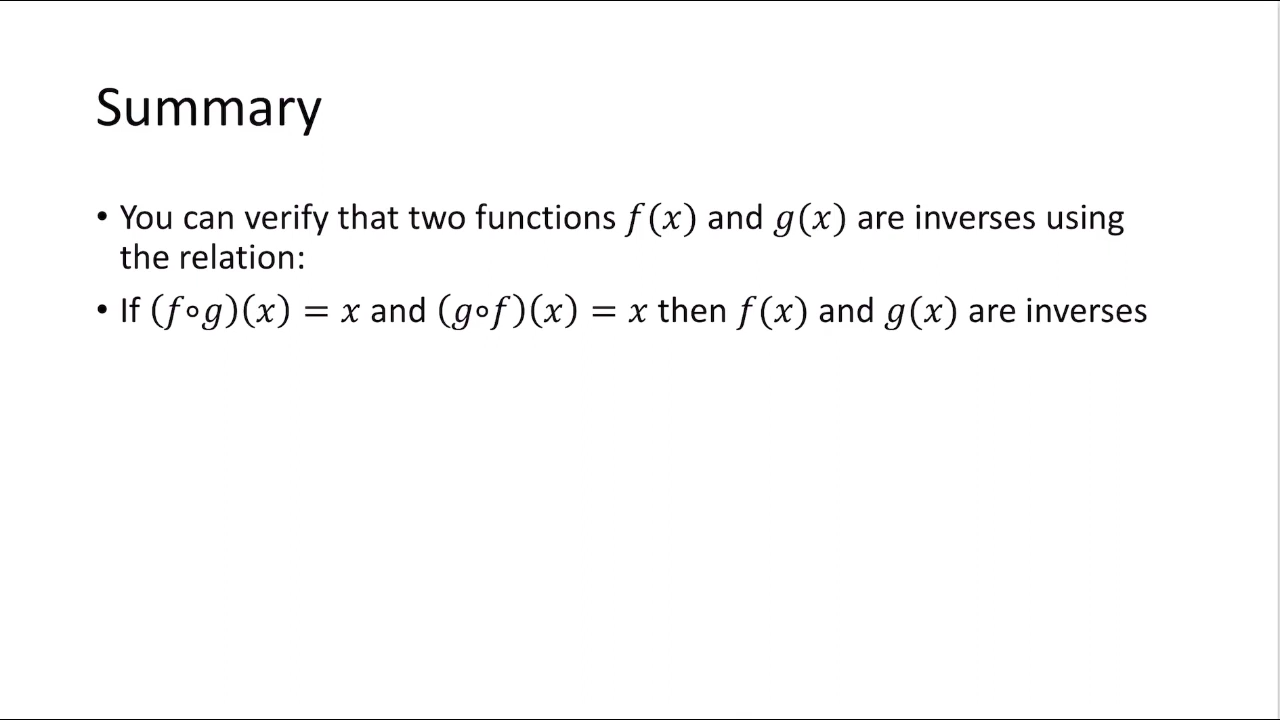 Summary
• You can verify that two functions 𝑓(𝑥) and 𝑔(𝑥) are inverses using
the relation:
• If (𝑓∘𝑔)(𝑥) = 𝑥 and (𝑔∘𝑓)(𝑥) = 𝑥 then 𝑓(𝑥) and 𝑔(𝑥) are inverses